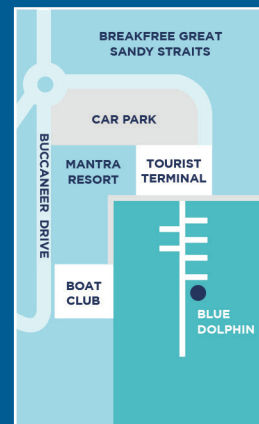 BREAKFREE GREAT
SANDY STRAITS
CAR PARK
MANTRA
RESORT
TOURIST
TERMINAL
BUCCANEER DRIVE
BOAT
CLUB
BLUE
DOLPHIN